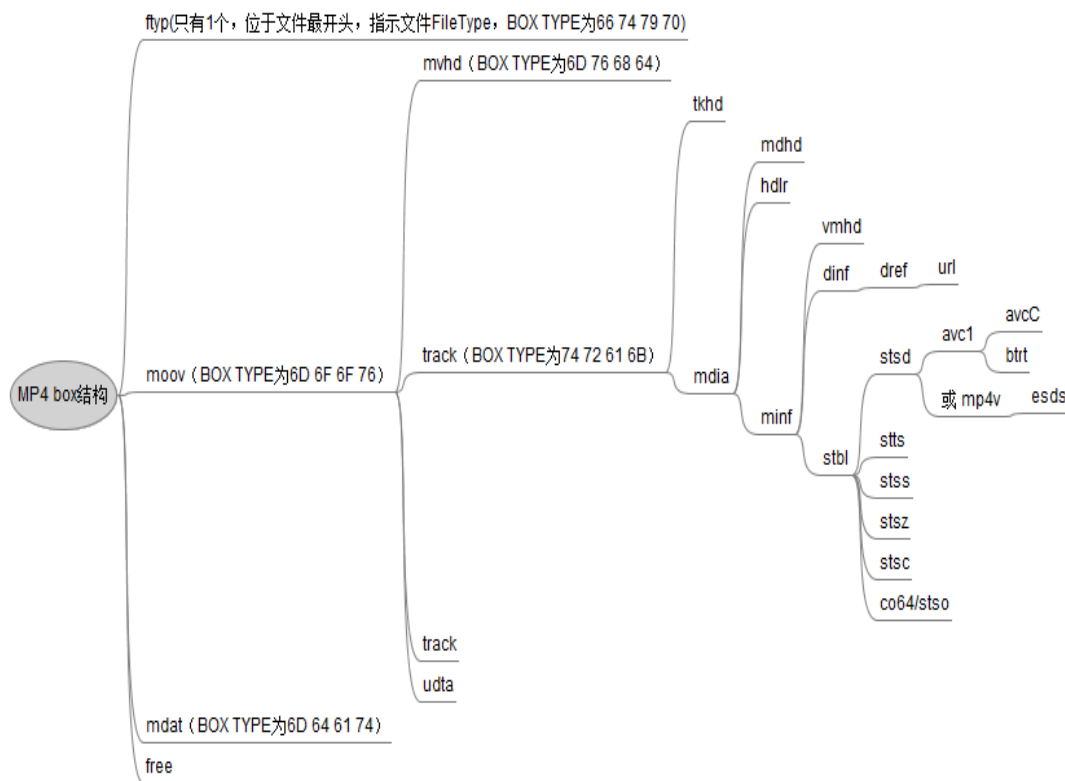 ftyp(只有1个，位于文件最开头，指示文件FileType，BOX TYPE为66 74 79 70)
mvhd（BOX TYPE为6D 76 68 64）
tkhd
mdhd
hdlr
vmhd
dinf
dref
url
avcC
avc1
btrt
stsd
track（BOX TYPE为74 72 61 6B）
moov（BOX TYPE为6D 6F 6F 76）
mdia
MP4 box结构
或 mp4v
esds
minf
stts
stbl
stss
stsz
stsc
co64/stso
track
udta
mdat（BOX TYPE为6D 64 61 74）
free